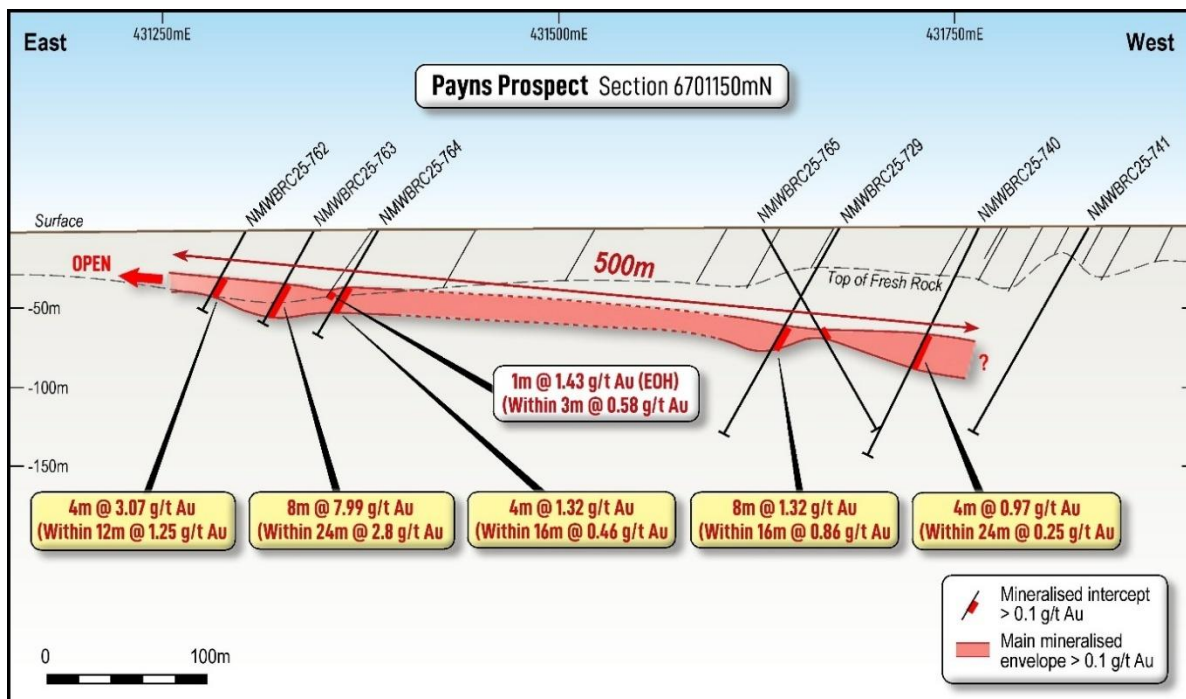 East
431250mE
431500mE
431750mE
West
Payns Prospect Section 6701150mN
NMWBRC25-762
NMWBRC25-763
NMWBRC25-764
NMWBRC25-765
NMWBRC25-729
NMWBRC25-740
NMWBRC25-741
Surface
OPEN
500m
Top of Fresh Rock
-50m
?
-100m
1m @ 1.43 g/t Au (EOH)
(Within 3m @ 0.58 g/t Au
-150m
4m @ 3.07 g/t Au
(Within 12m @ 1.25 g/t Au
8m @ 7.99 g/t Au
(Within 24m @ 2.8 g/t Au
4m @ 1.32 g/t Au
(Within 16m @ 0.46 g/t Au
8m @ 1.32 g/t Au
(Within 16m @ 0.86 g/t Au
4m @ 0.97 g/t Au
(Within 24m @ 0.25 g/t Au
Mineralised intercept
> 0.1 g/t Au
Main mineralised
envelope > 0.1 g/t Au
0
100m